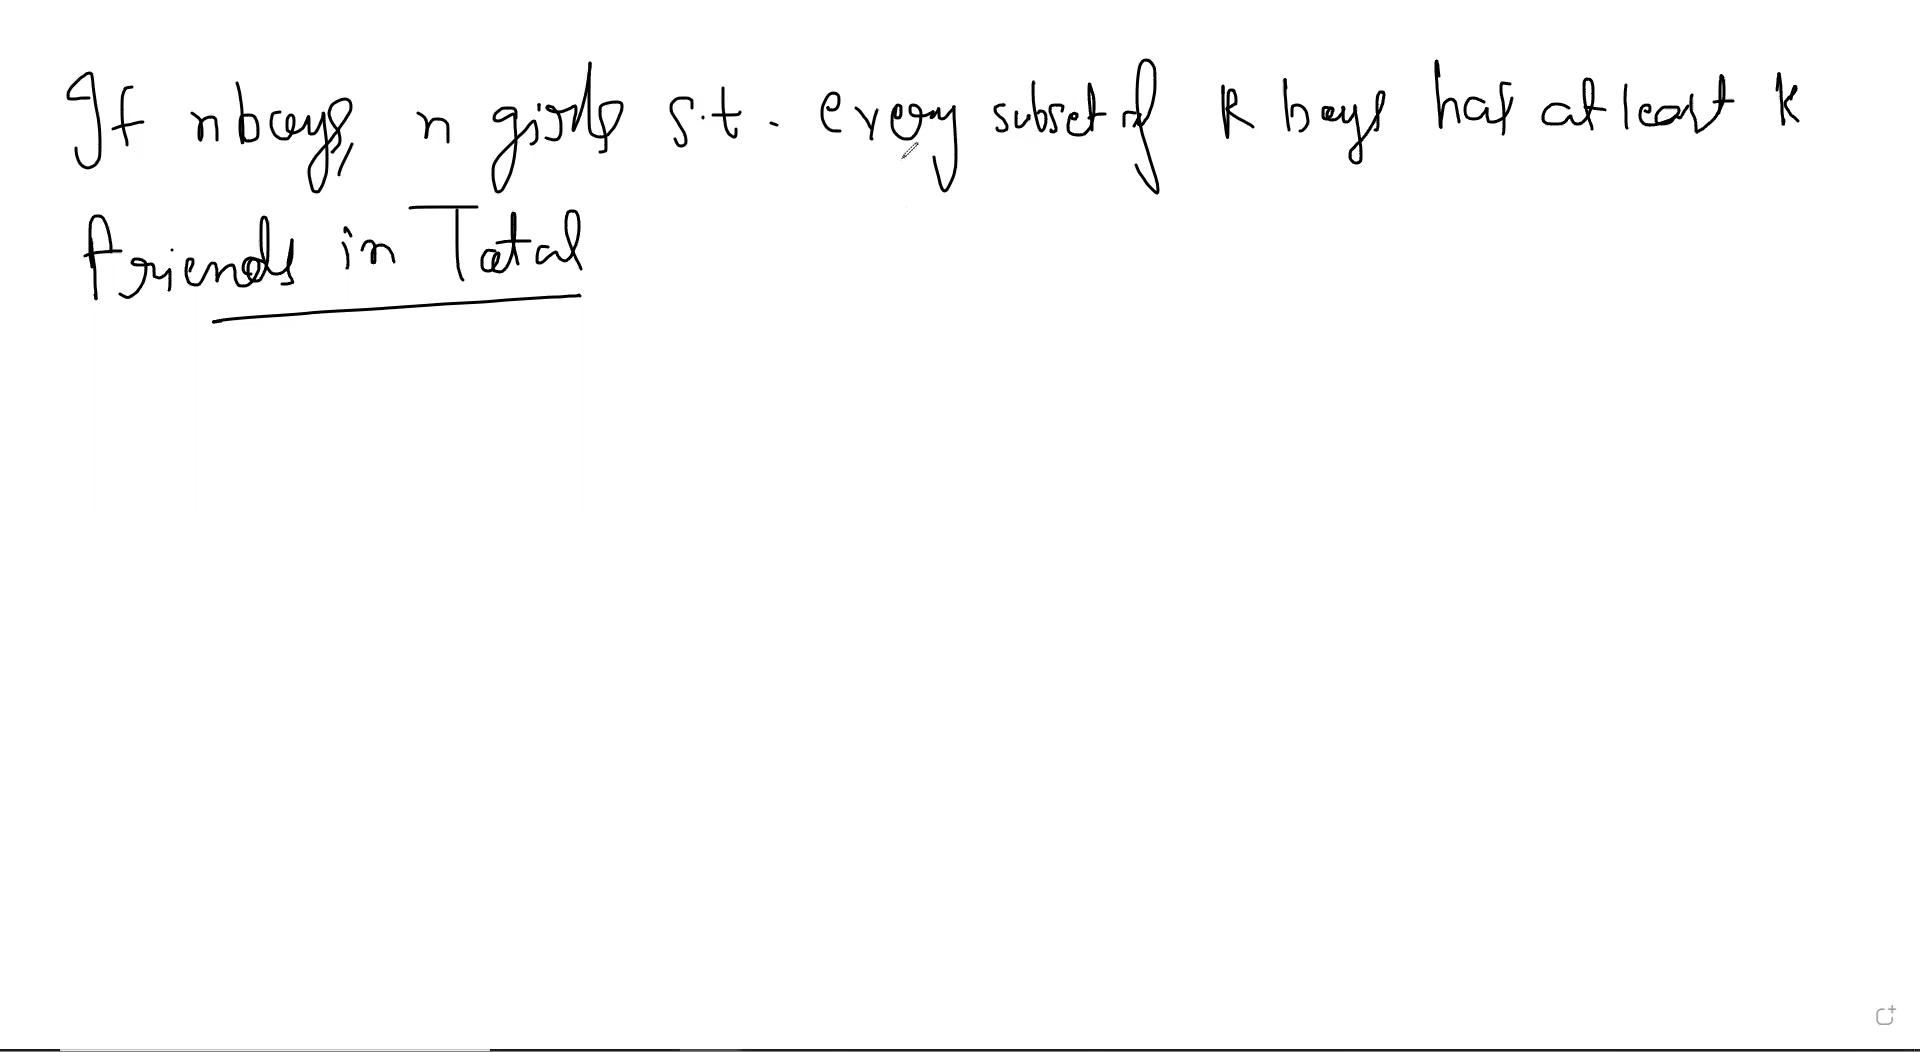 If n boys, n girls s.t. every subset of k boys has at least k
friends in Total